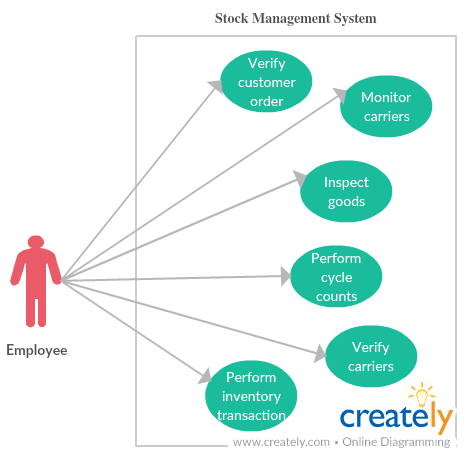 Stock Management System
Verify
customer
order
Monitor
carriers
Inspect
goods
Perform
cycle
counts
Employee
Verify
carriers
Perform
inventory
transaction
creately
www.creately.com • Online Diagramming